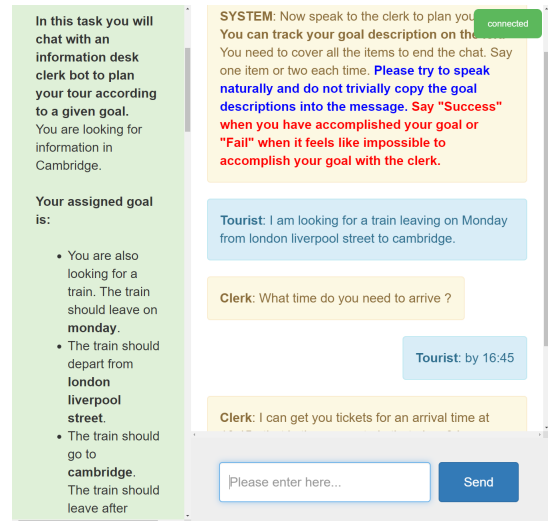 In this task you will
chat with an
information desk
clerk bot to plan
your tour according
to a given goal.
You are looking for
information in
Cambridge.
Your assigned goal
is:
• You are also
looking for a
train. The train
should leave on
monday.
• The train should
depart from
london
liverpool
street.
• The train should
go to
cambridge.
The train should
leave after
connected
SYSTEM: Now speak to the clerk to plan
You can track your goal description on the
You need to cover all the items to end the chat. Say
one item or two each time. Please try to speak
naturally and do not trivially copy the goal
descriptions into the message. Say "Success"
when you have accomplished your goal or
"Fail" when it feels like impossible to
accomplish your goal with the clerk.
Tourist: I am looking for a train leaving on Monday
from london liverpool street to cambridge.
Clerk: What time do you need to arrive ?
Tourist: by 16:45
Clerk: I can get you tickets for an arrival time at
Please enter here...
Send